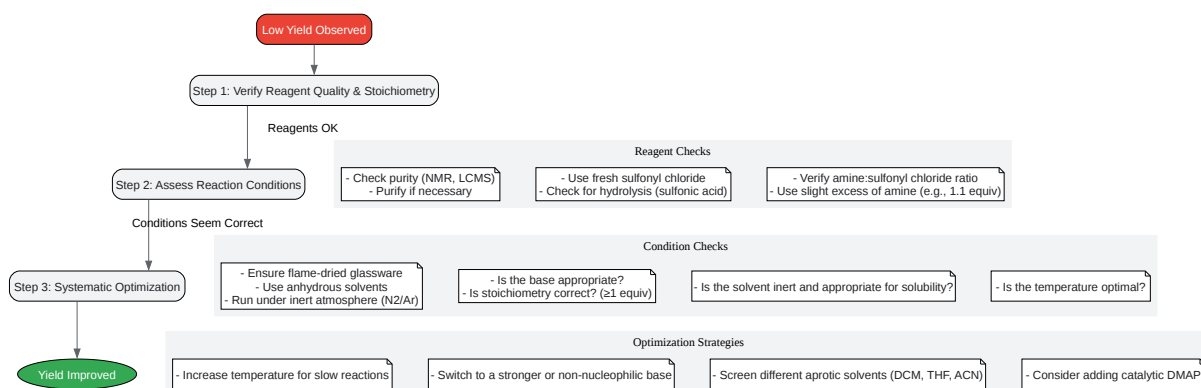 Low Yield Observed
Step 1: Verify Reagent Quality & Stoichiometry
Reagents OK
Reagent Checks
- Check purity (NMR, LCMS)
- Purify if necessary
- Use fresh sulfonyl chloride
- Check for hydrolysis (sulfonic acid)
- Verify amine:sulfonyl chloride ratio
- Use slight excess of amine (e.g., 1.1 equiv)
Step 2: Assess Reaction Conditions
Conditions Seem Correct
Condition Checks
- Ensure flame-dried glassware
- Use anhydrous solvents
- Run under inert atmosphere (N2/Ar)
- Is the base appropriate?
- Is stoichiometry correct? (≥1 equiv)
- Is the solvent inert and appropriate for solubility?
- Is the temperature optimal?
Step 3: Systematic Optimization
Optimization Strategies
- Increase temperature for slow reactions
- Switch to a stronger or non-nucleophilic base
- Screen different aprotic solvents (DCM, THF, ACN)
- Consider adding catalytic DMAP
Yield Improved